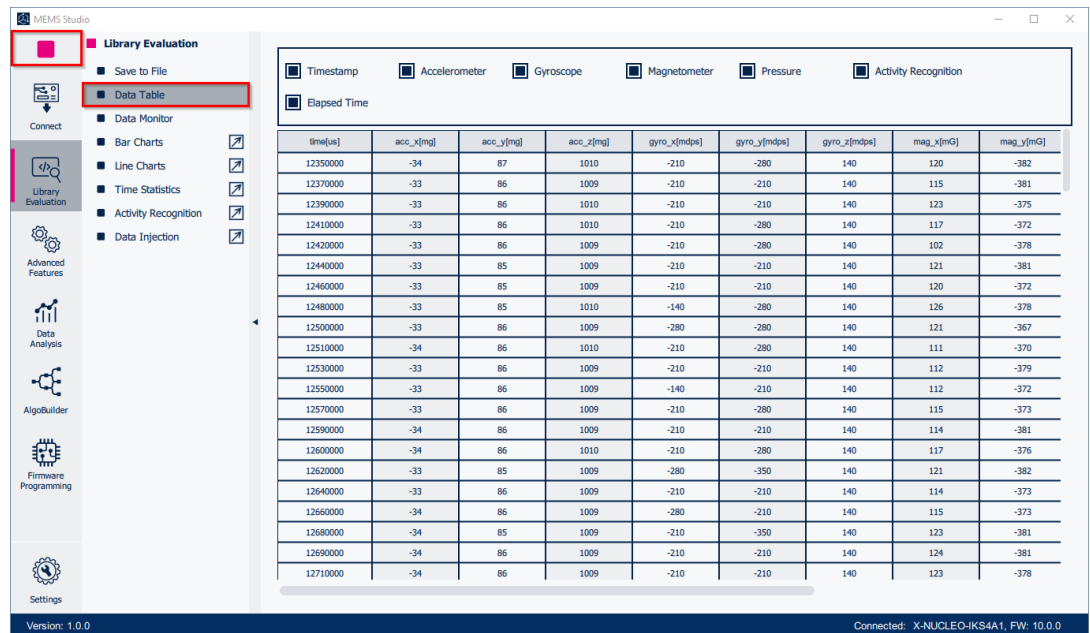 MEMS Studio
Connect
Library
Evaluation
Advanced
Features
Data
Analysis
AlgoBuilder
Firmware
Programming
Settings
Library Evaluation
Save to File
Data Table
Data Monitor
Bar Charts
Line Charts
Time Statistics
Activity Recognition
Data Injection
Timestamp Accelerometer Gyroscope Magnetometer Pressure Activity Recognition
Elapsed Time
time[us] acc_x[mg] acc_y[mg] acc_z[mg] gyro_x[mdps] gyro_y[mdps] gyro_z[mdps] mag_x[mG] mag_y[mG]
12350000 -34 87 1010 -210 -280 140 120 -382
12370000 -33 86 1009 -210 -210 140 115 -381
12390000 -33 86 1010 -210 -210 140 123 -375
12410000 -33 86 1010 -210 -280 140 117 -372
12420000 -33 86 1009 -210 -280 140 102 -378
12440000 -33 85 1009 -210 -210 140 121 -381
12460000 -33 85 1009 -210 -210 140 120 -372
12480000 -33 85 1010 -140 -280 140 126 -378
12500000 -33 86 1009 -280 -280 140 121 -367
12510000 -34 86 1010 -210 -280 140 111 -370
12530000 -33 86 1009 -210 -210 140 112 -379
12550000 -33 86 1009 -140 -210 140 112 -372
12570000 -33 86 1009 -210 -280 140 115 -373
12590000 -34 86 1009 -210 -210 140 114 -381
12600000 -34 86 1010 -210 -280 140 117 -376
12620000 -33 85 1009 -280 -350 140 121 -382
12640000 -33 86 1009 -210 -210 140 114 -373
12660000 -34 86 1009 -280 -210 140 115 -373
12680000 -34 85 1009 -210 -350 140 123 -381
12690000 -34 86 1009 -210 -210 140 124 -381
12710000 -34 86 1009 -210 -210 140 123 -378
Version: 1.0.0
Connected: X-NUCLEO-IKS4A1, FW: 10.0.0